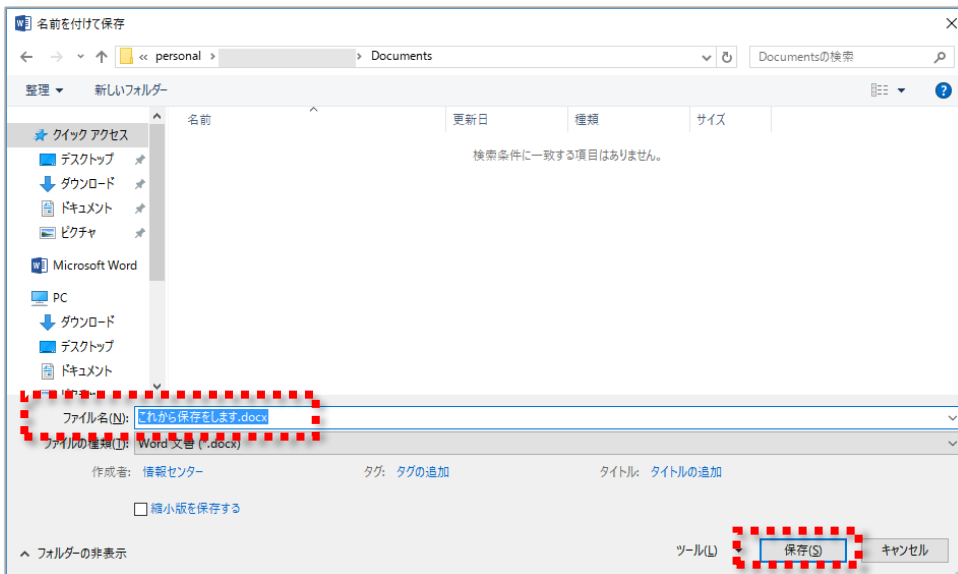 名前を付けて保存
« personal › › Documents
Documentsの検索
整理 新しいフォルダー
名前 更新日 種類 サイズ
検索条件に一致する項目はありません。
クイック アクセス
デスクトップ
ダウンロード
ドキュメント
ピクチャ
Microsoft Word
PC
ダウンロード
デスクトップ
ドキュメント
ファイル名(N): これから保存をします.docx
ファイルの種類(T): Word 文書 (*.docx)
作成者: 情報センター タグ: タグの追加 タイトル: タイトルの追加
縮小版を保存する
フォルダーの非表示 ツール(L) 保存(S) キャンセル